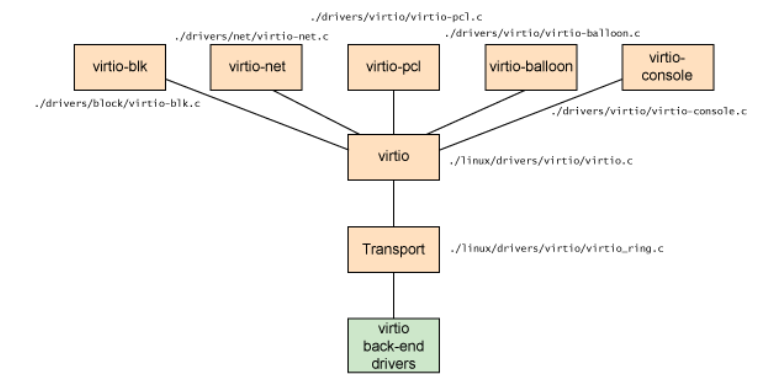 ./drivers/virtio/virtio-pcl.c
./drivers/net/virtio-net.c
./drivers/virtio/virtio-balloon.c
virtio-blk
virtio-net
virtio-pcl
virtio-balloon
virtio-
console
./drivers/block/virtio-blk.c
./drivers/virtio/virtio-console.c
virtio
./linux/drivers/virtio/virtio.c
Transport
./linux/drivers/virtio/virtio_ring.c
virtio
back-end
drivers